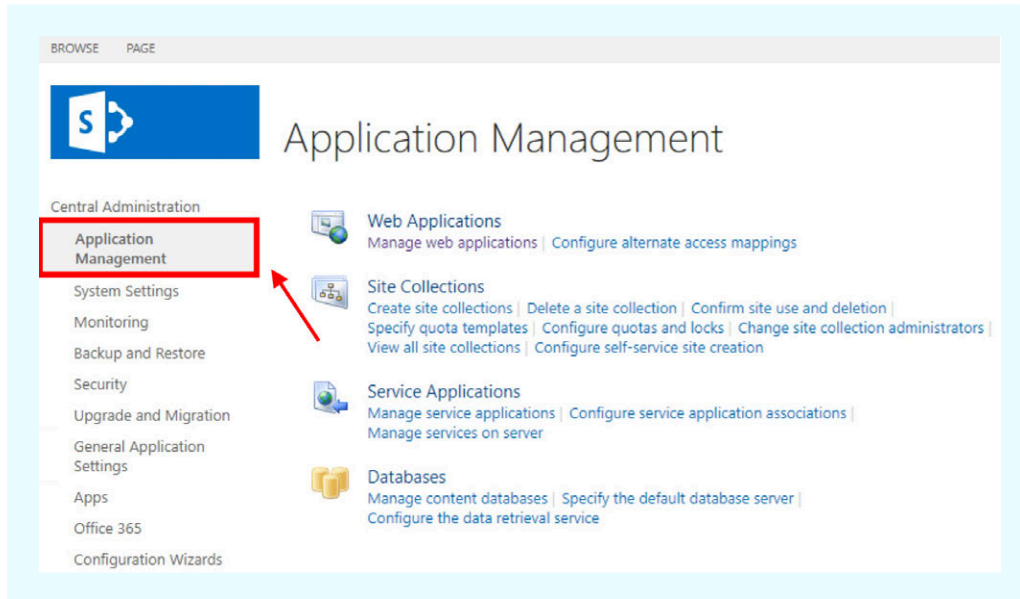 BROWSE PAGE
S
Application Management
Central Administration
Application
Management
System Settings
Monitoring
Backup and Restore
Security
Upgrade and Migration
General Application
Settings
Apps
Office 365
Configuration Wizards
Web Applications
Manage web applications | Configure alternate access mappings
Site Collections
Create site collections | Delete a site collection | Confirm site use and deletion |
Specify quota templates | Configure quotas and locks | Change site collection administrators |
View all site collections | Configure self-service site creation
Service Applications
Manage service applications | Configure service application associations |
Manage services on server
Databases
Manage content databases | Specify the default database server |
Configure the data retrieval service